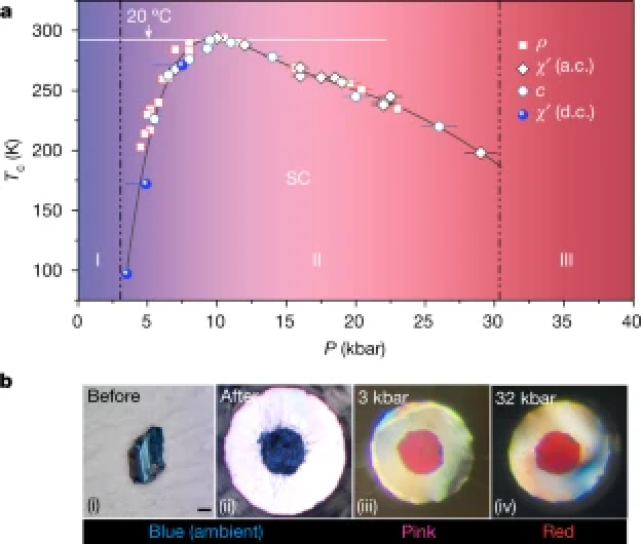 a
20 °C
300
250
200
150
100
Tc (K)
ρ
χ′ (a.c.)
c
χ′ (d.c.)
SC
I
II
III
0
5
10
15
20
25
30
35
40
P (kbar)
b
Before
After
3 kbar
32 kbar
(i)
(ii)
(iii)
(iv)
Blue (ambient)
Pink
Red